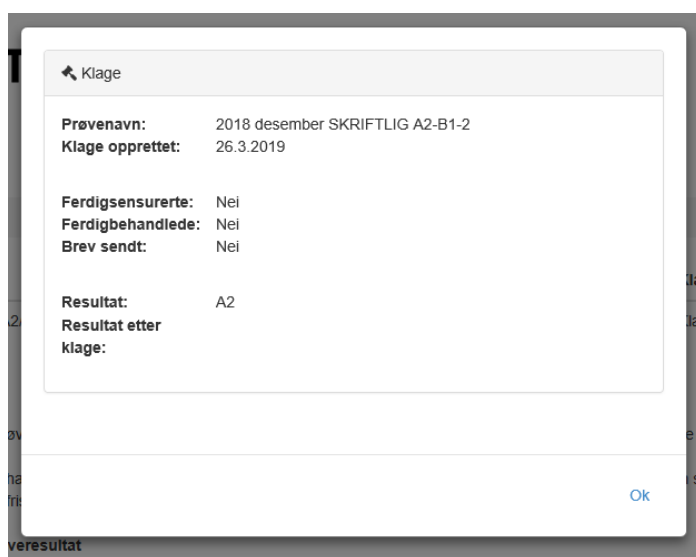 Klage
Prøvenavn: 2018 desember SKRIFTLIG A2-B1-2
Klage opprettet: 26.3.2019
Ferdigsensurerte: Nei
Ferdigbehandlede: Nei
Brev sendt: Nei
Resultat: A2
Resultat etter
klage:
Ok
veresultat